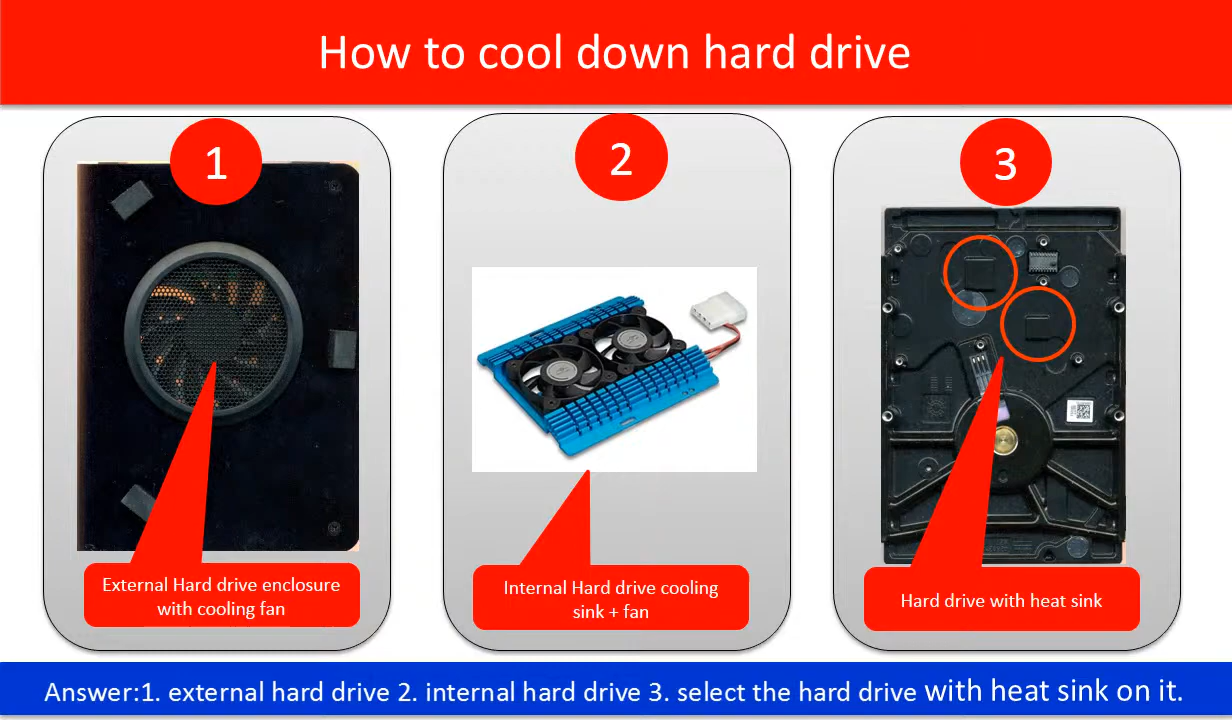 How to cool down hard drive
1
2
3
External Hard drive enclosure
with cooling fan
Internal Hard drive cooling
sink + fan
Hard drive with heat sink
Answer:1. external hard drive 2. internal hard drive 3. select the hard drive with heat sink on it.